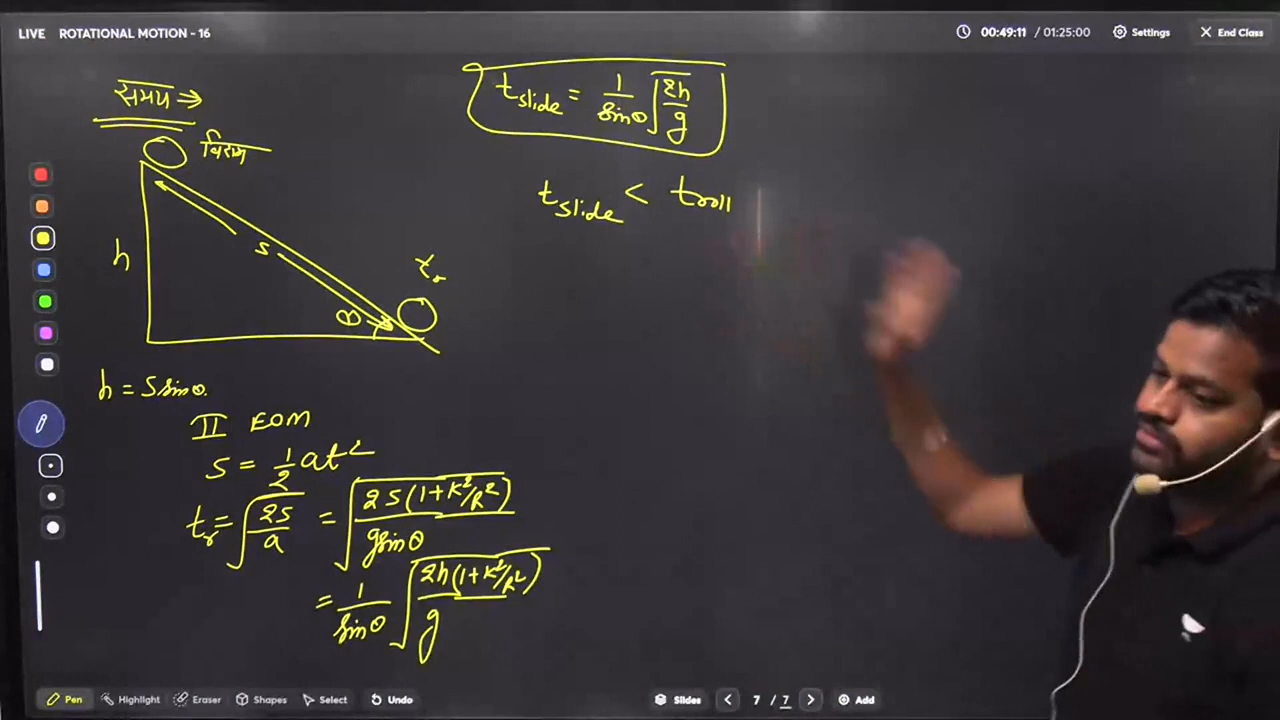 LIVE ROTATIONAL MOTION - 16
00:49:11 / 01:25:00 Settings End Class
समय ⇒
विराम
h
s
θ
t_r
h = s sinθ.
II EOM
s = 1/2 at²
t_r = √(2s/a) = √(2s(1+k²/R²)/g sinθ)
= 1/sinθ √(2h(1+k²/R²)/g)
t_slide = 1/sinθ √(2h/g)
t_slide < t_roll
Pen Highlight Eraser Shapes Select Undo Slides 7 / 7 Add